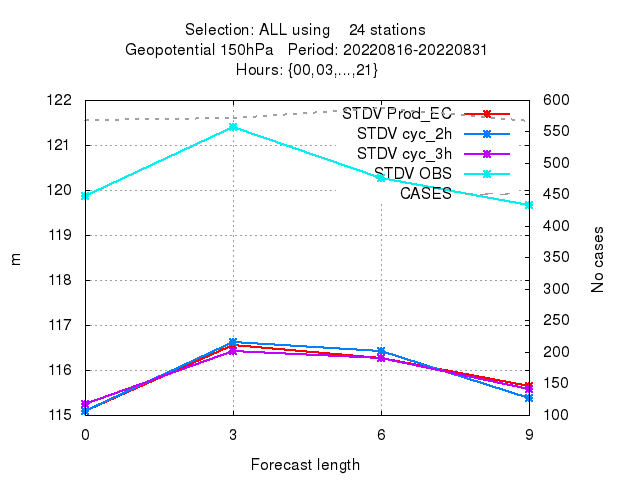 Selection: ALL using    24 stations
Geopotential 150hPa   Period: 20220816-20220831
Hours: {00,03,...,21}
122
121
120
119
118
117
116
115
m
600
550
500
450
400
350
300
250
200
150
100
No cases
STDV Prod_EC
STDV cyc_2h
STDV cyc_3h
STDV OBS
CASES
0 3 6 9
Forecast length